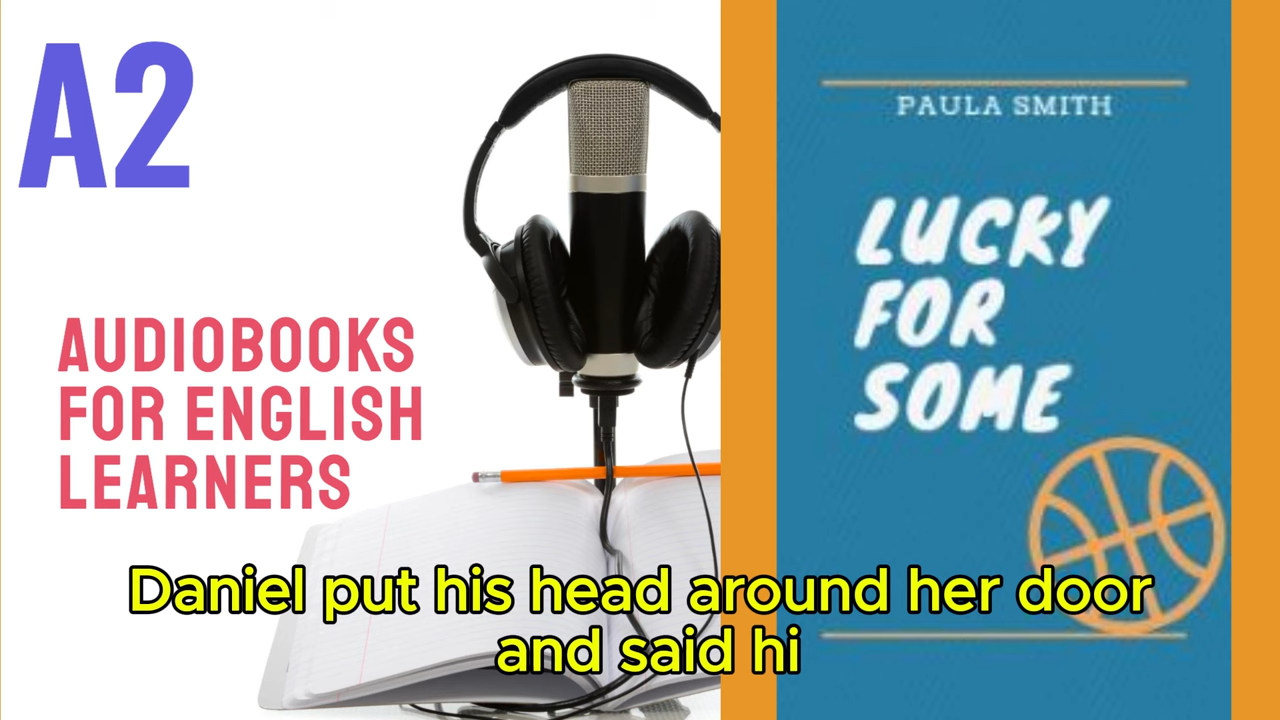 A2
AUDIOBOOKS
FOR ENGLISH
LEARNERS
PAULA SMITH
LUCKY
FOR
SOME
Daniel put his head around her door
and said hi